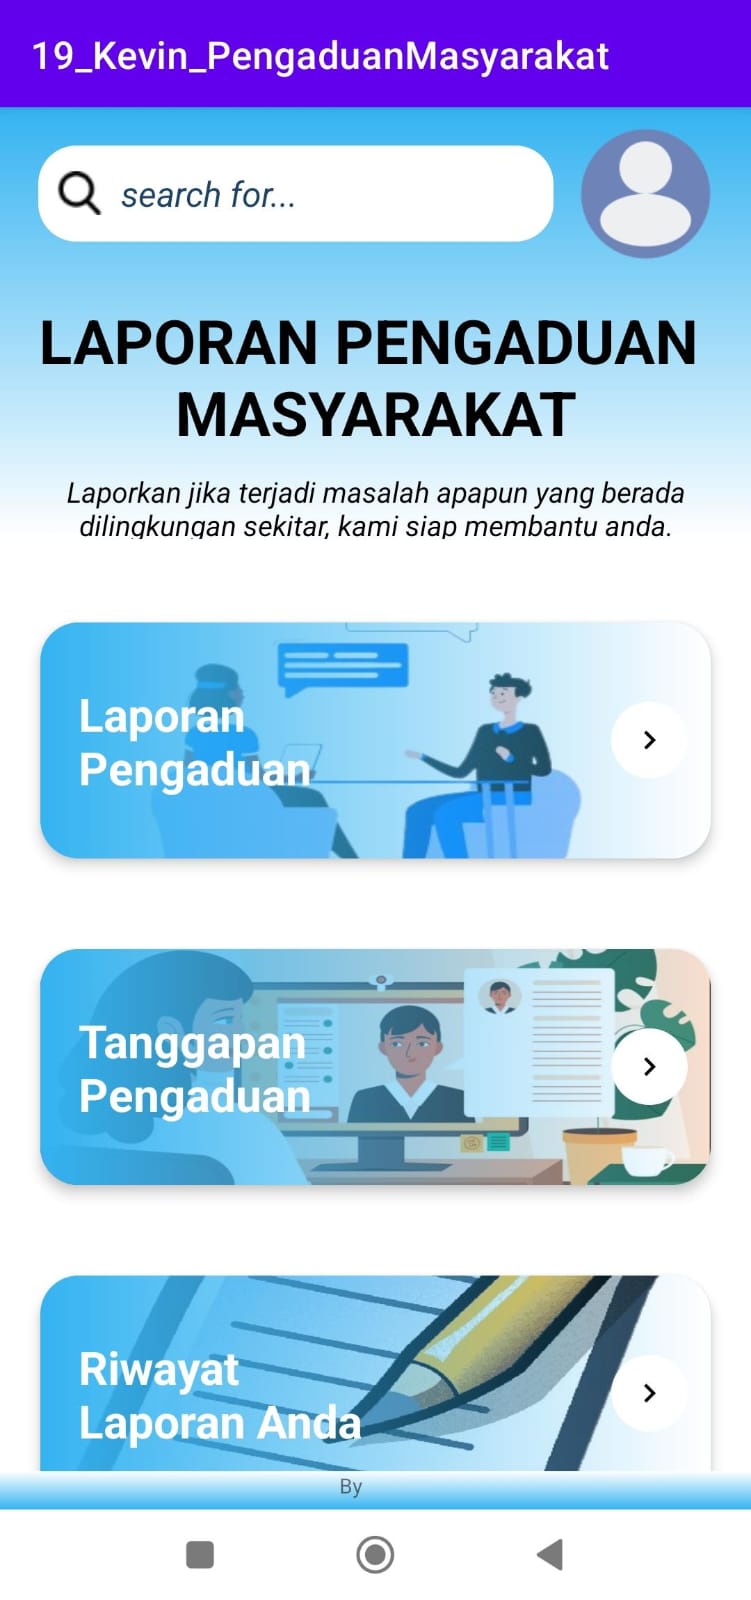 19_Kevin_PengaduanMasyarakat
search for...
LAPORAN PENGADUAN
MASYARAKAT
Laporkan jika terjadi masalah apapun yang berada
dilingkungan sekitar, kami siap membantu anda.
Laporan
Pengaduan
Tanggapan
Pengaduan
Riwayat
Laporan Anda
By